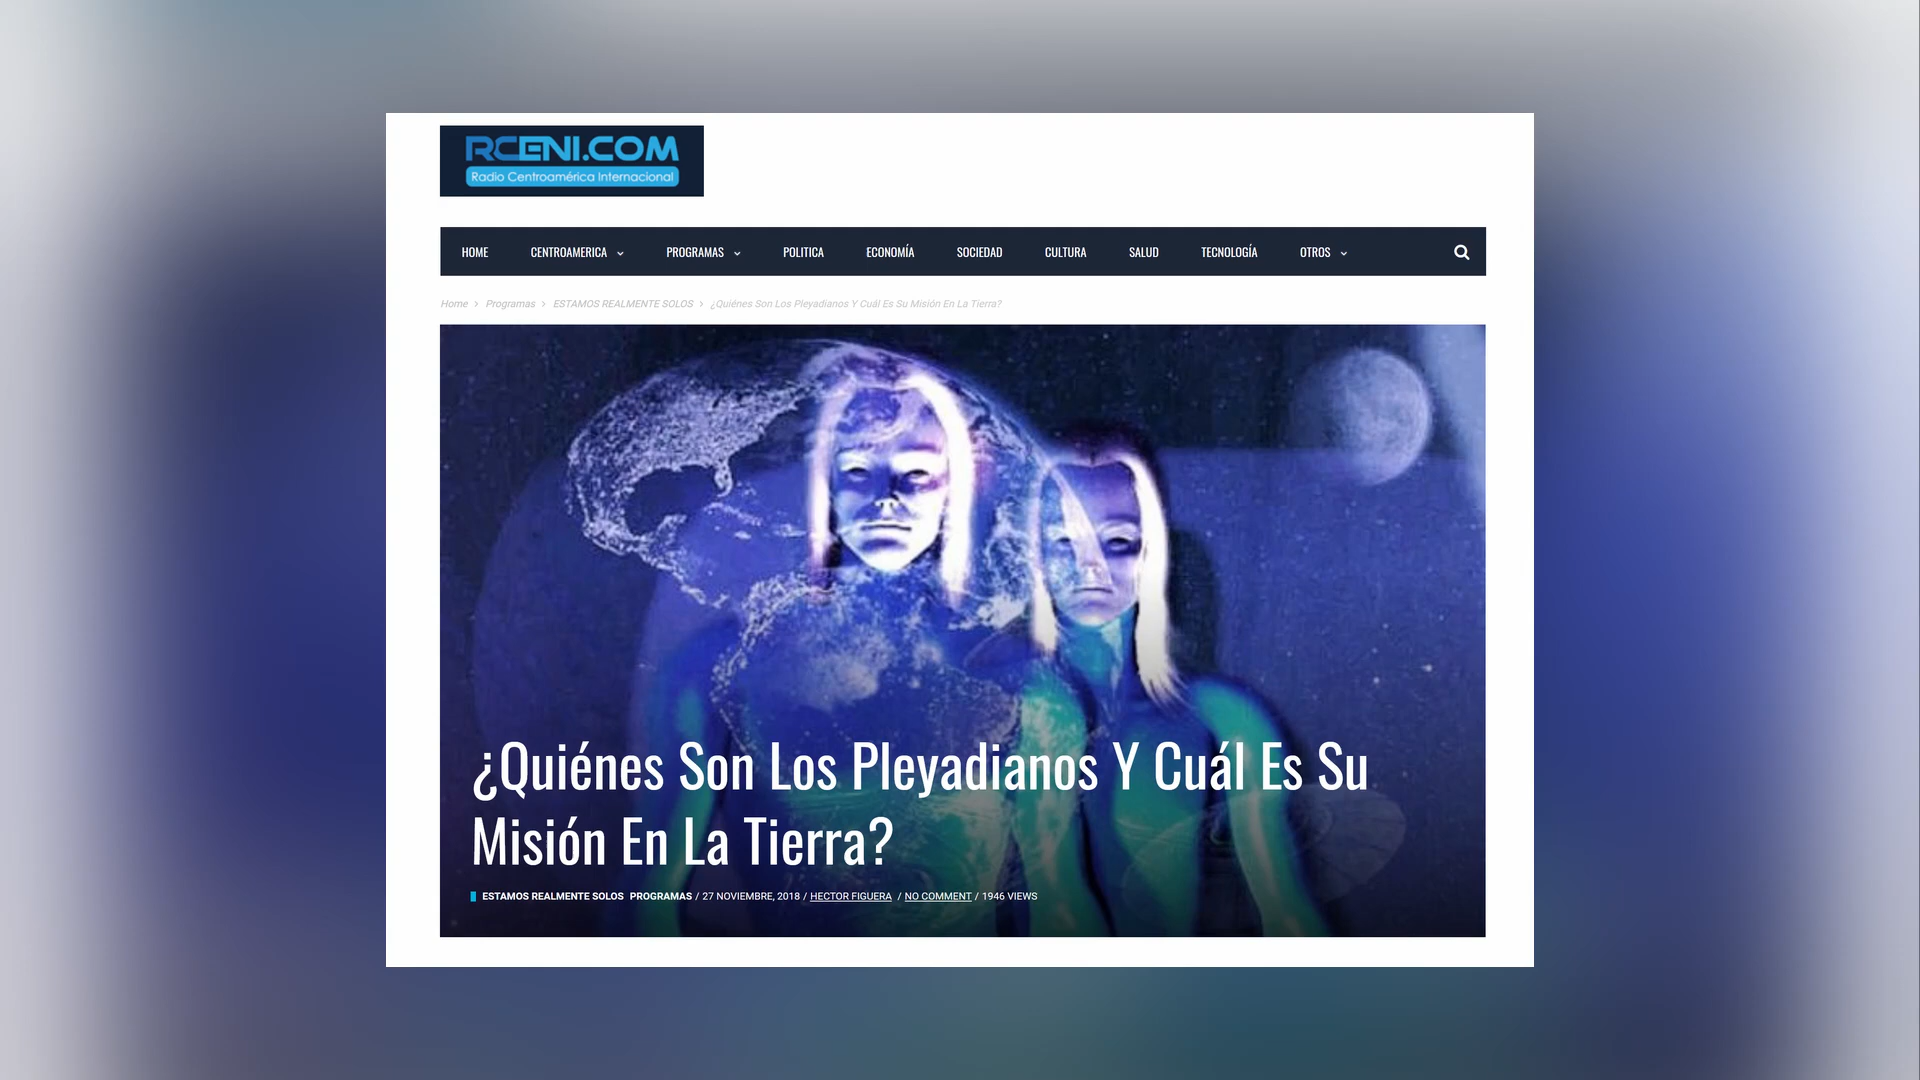 RCENI.COM
Radio Centroamérica Internacional
HOME CENTROAMERICA PROGRAMAS POLITICA ECONOMÍA SOCIEDAD CULTURA SALUD TECNOLOGÍA OTROS
Home > Programas > ESTAMOS REALMENTE SOLOS > ¿Quiénes Son Los Pleyadianos Y Cuál Es Su Misión En La Tierra?
¿Quiénes Son Los Pleyadianos Y Cuál Es Su
Misión En La Tierra?
ESTAMOS REALMENTE SOLOS PROGRAMAS / 27 NOVIEMBRE, 2018 / HECTOR FIGUERA / NO COMMENT / 1946 VIEWS